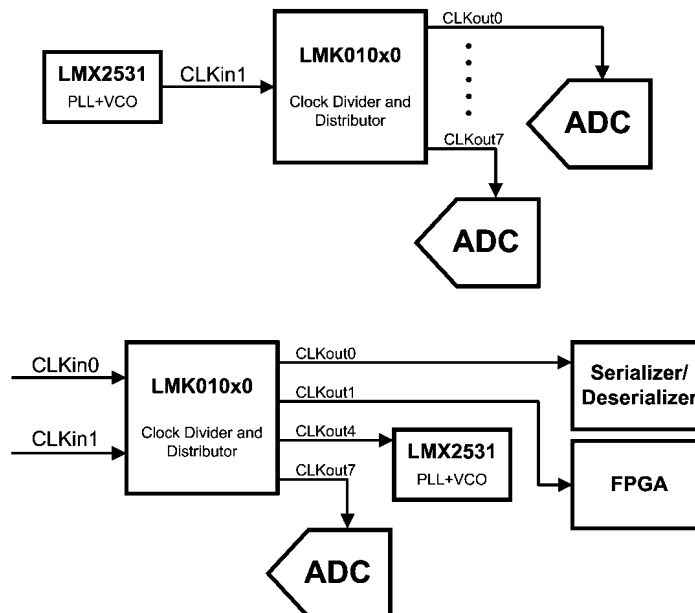 CLKout0
LMK010x0
LMX2531
CLKin1
PLL+VCO
Clock Divider and
Distributor
ADC
CLKout7
ADC
CLKin0
CLKout0
Serializer/
Deserializer
LMK010x0
CLKout1
Clock Divider and
Distributor
CLKin1
CLKout4
LMX2531
PLL+VCO
CLKout7
FPGA
ADC